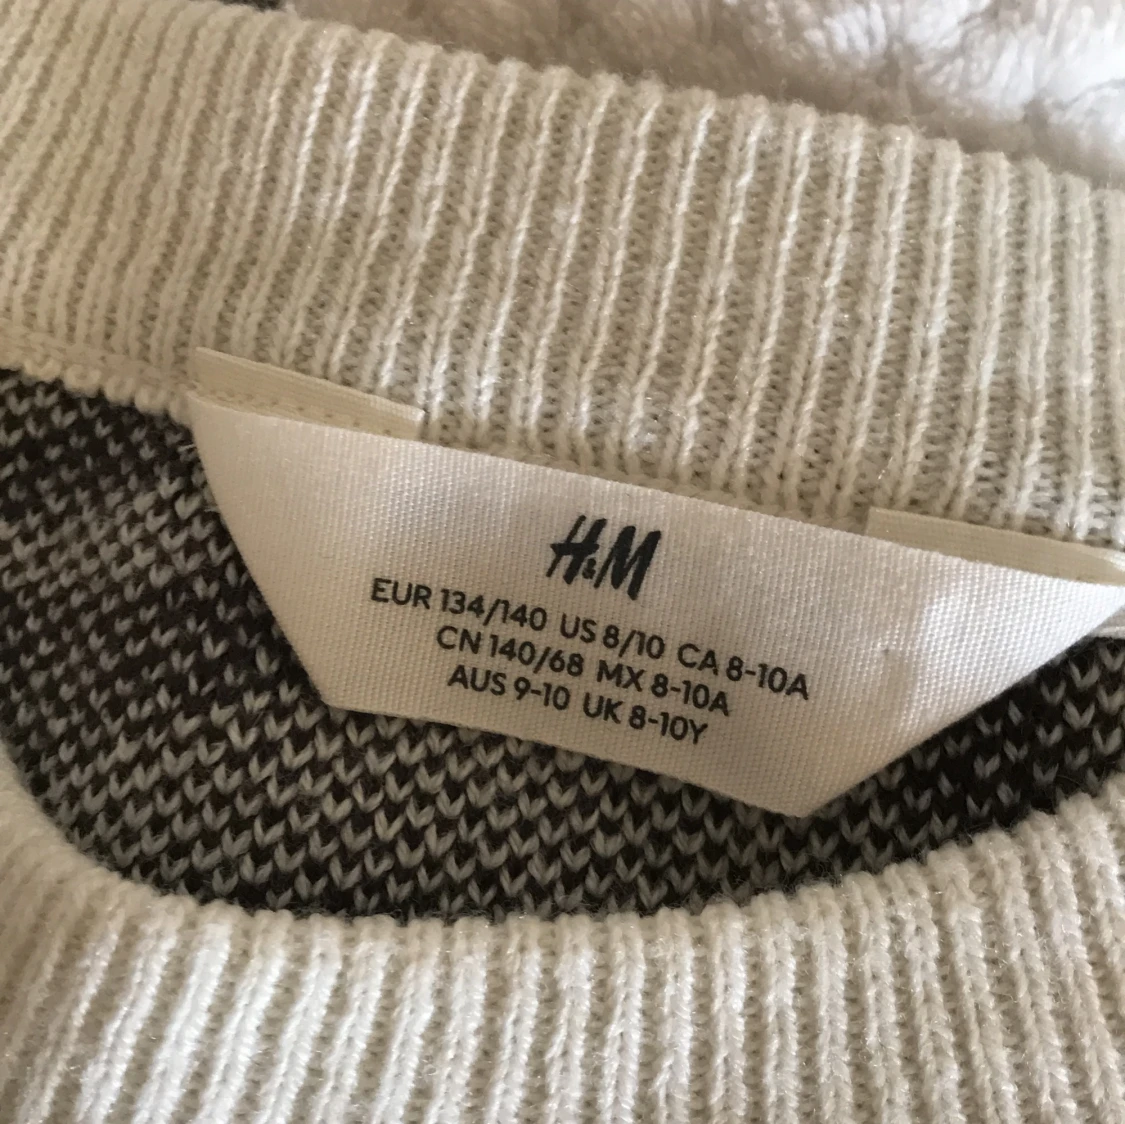 H&M
EUR 134/140 US 8/10 CA 8-10A
CN 140/68 MX 8-10A
AUS 9-10 UK 8-10Y